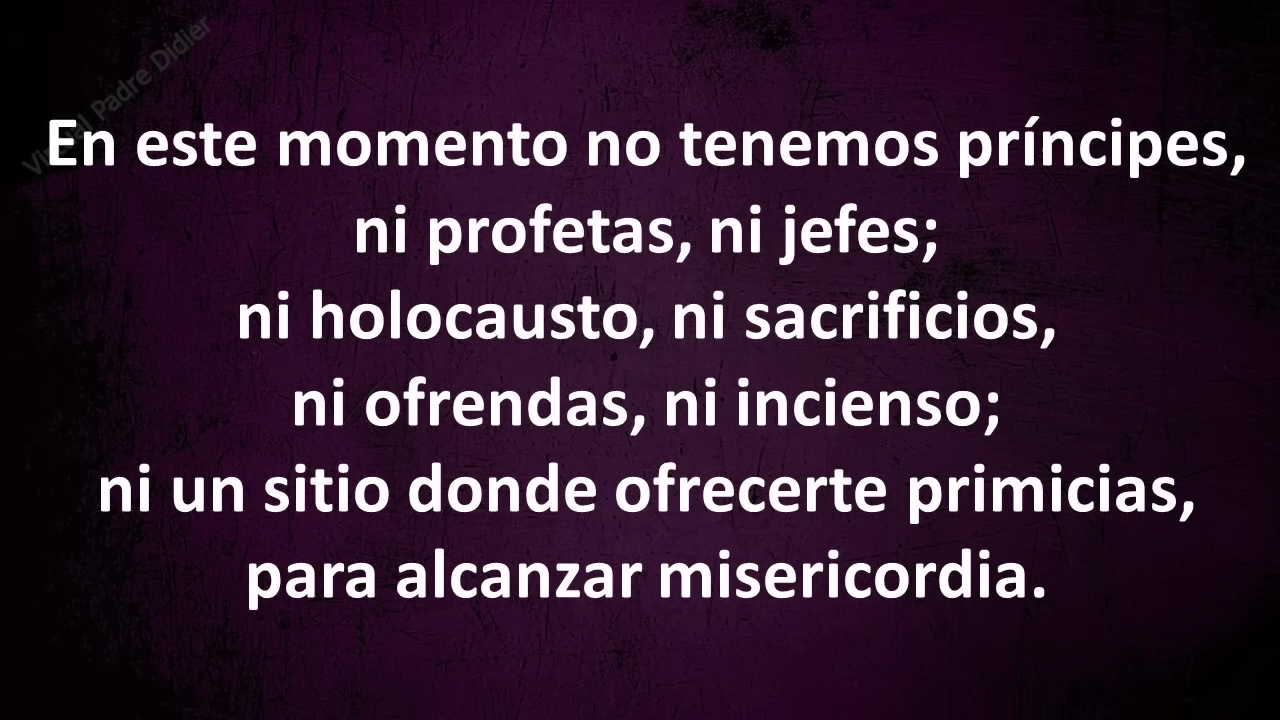 Padre Didier
En este momento no tenemos príncipes,
ni profetas, ni jefes;
ni holocausto, ni sacrificios,
ni ofrendas, ni incienso;
ni un sitio donde ofrecerte primicias,
para alcanzar misericordia.